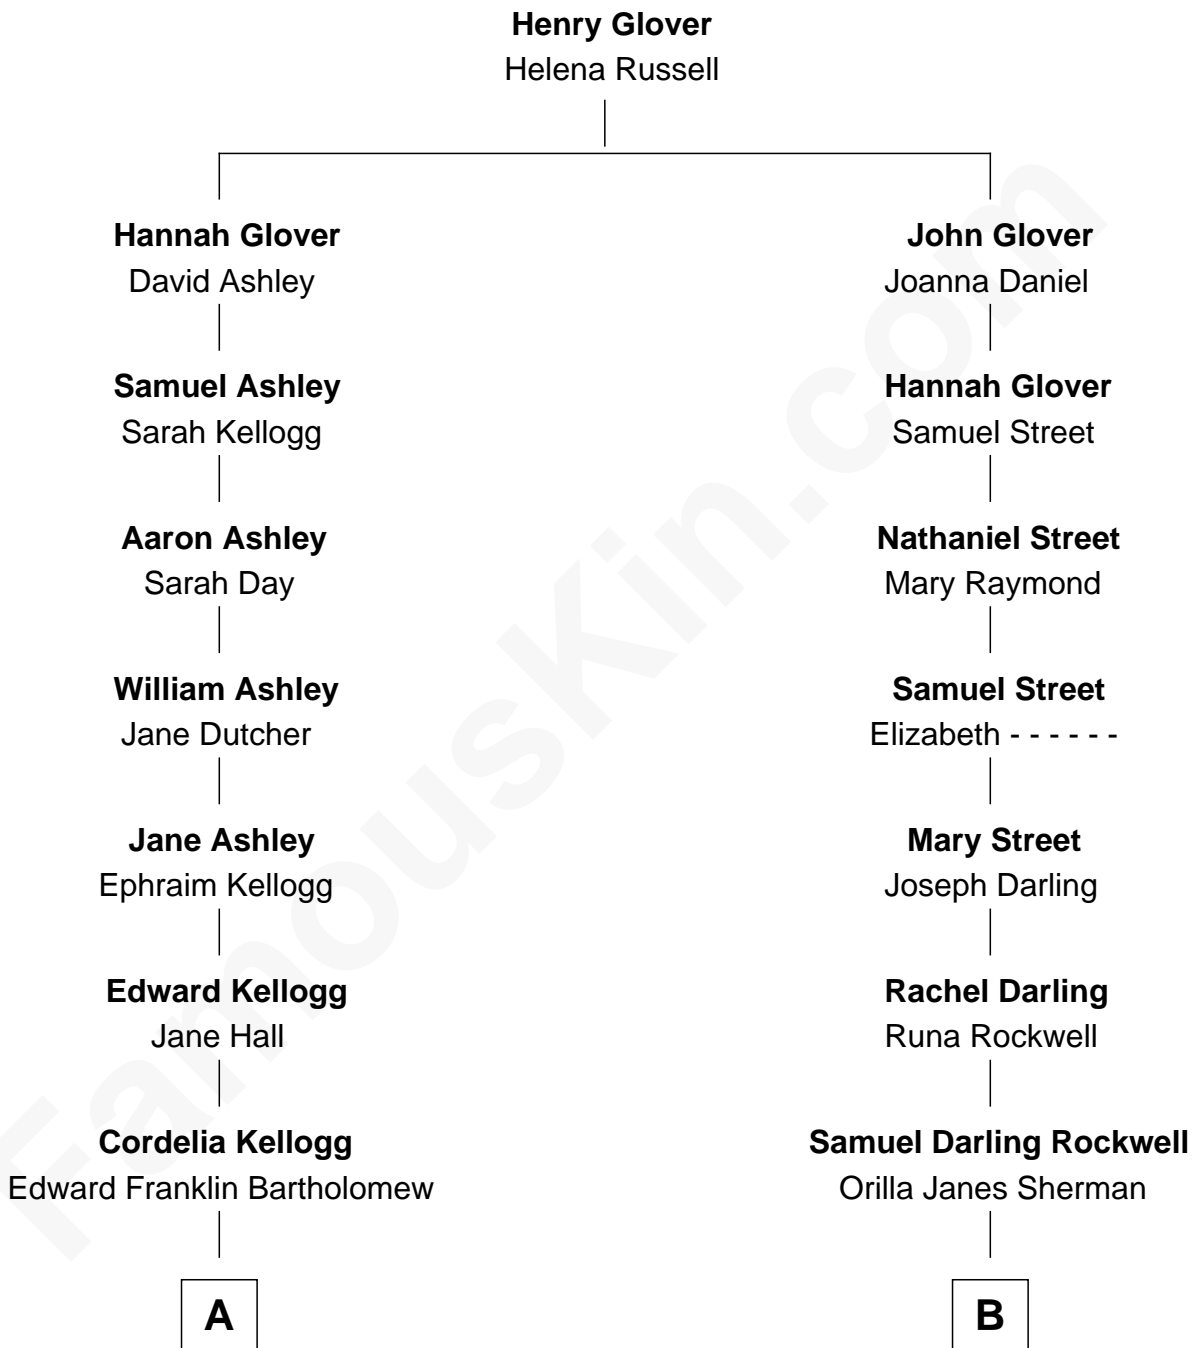 Henry Glover
Helena Russell
Hannah Glover
David Ashley
John Glover
Joanna Daniel
Samuel Ashley
Sarah Kellogg
Hannah Glover
Samuel Street
Aaron Ashley
Sarah Day
Nathaniel Street
Mary Raymond
William Ashley
Jane Dutcher
Samuel Street
Elizabeth - - - - - -
Jane Ashley
Ephraim Kellogg
Mary Street
Joseph Darling
Edward Kellogg
Jane Hall
Rachel Darling
Runa Rockwell
Cordelia Kellogg
Edward Franklin Bartholomew
Samuel Darling Rockwell
Orilla Janes Sherman
A
B
FamousKin.com